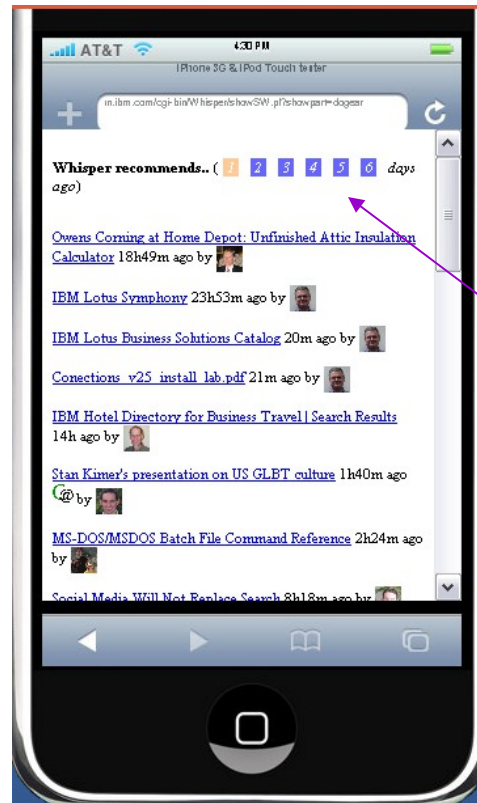 AT&T 4:30 PM
iPhone 3G & iPod Touch tester
in.ibm.com/cgi-bin/Whisper/showSW.pl?showpart=dogear
Whisper recommends.. ( 1 2 3 4 5 6 days
ago)
Owens Corning at Home Depot: Unfinished Attic Insulation
Calculator 18h49m ago by
IBM Lotus Symphony 23h53m ago by
IBM Lotus Business Solutions Catalog 20m ago by
Conections_v25_install_lab.pdf 21m ago by
IBM Hotel Directory for Business Travel | Search Results
14h ago by
Stan Kimer's presentation on US GLBT culture 1h40m ago
@ by
MS-DOS/MSDOS Batch File Command Reference 2h24m ago
by
Social Media Will Not Replace Search 8h18m ago by